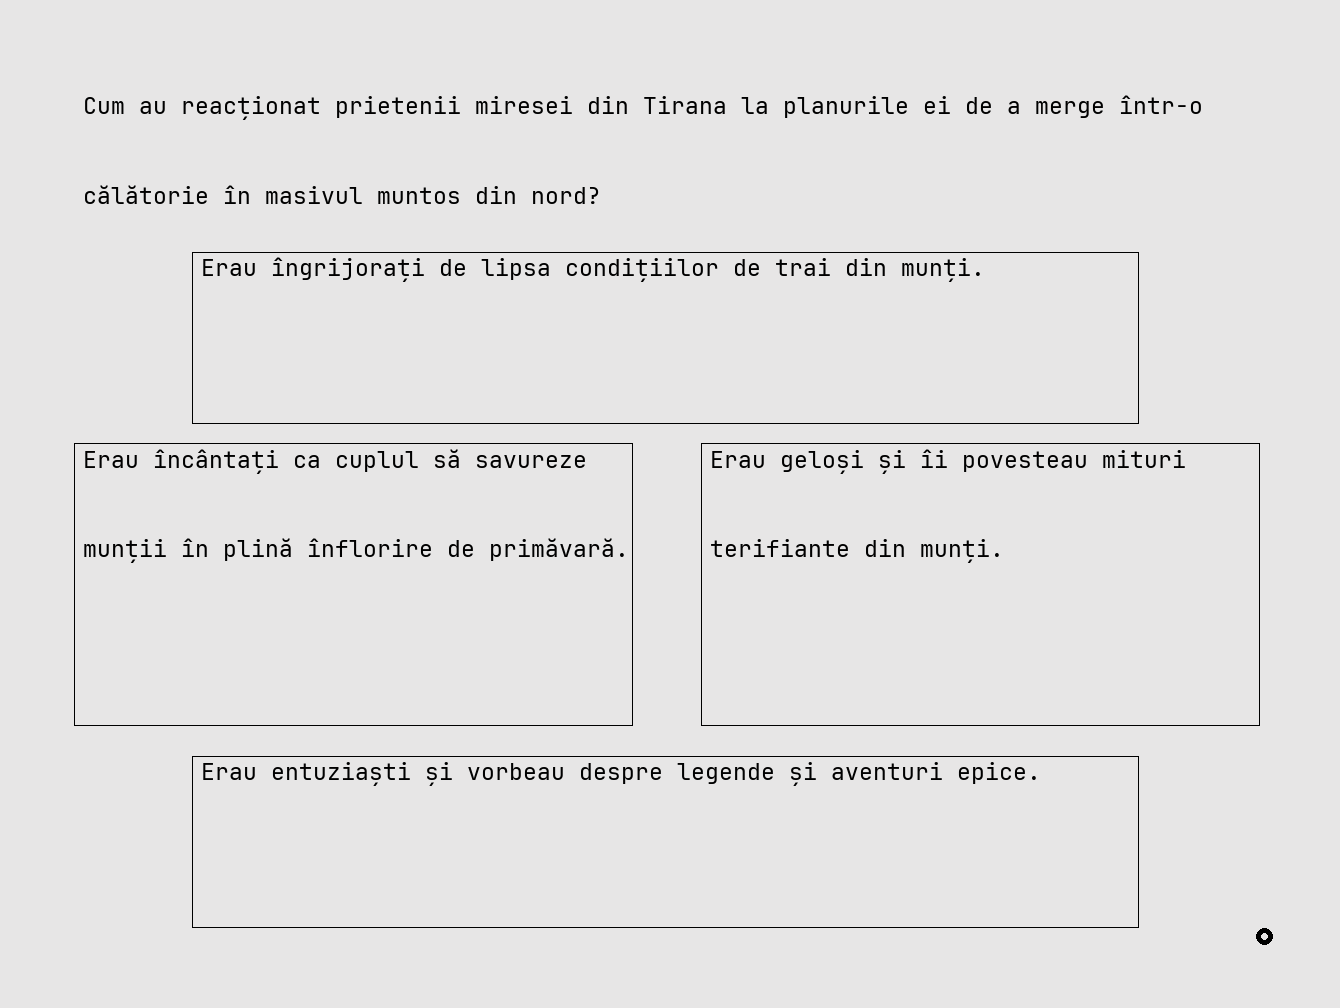 Cum au reacționat prietenii miresei din Tirana la planurile ei de a merge într-o
călătorie în masivul muntos din nord?
Erau îngrijorați de lipsa condițiilor de trai din munți.
Erau încântați ca cuplul să savureze
munții în plină înflorire de primăvară.
Erau geloși și îi povesteau mituri
terifiante din munți.
Erau entuziaști și vorbeau despre legende și aventuri epice.